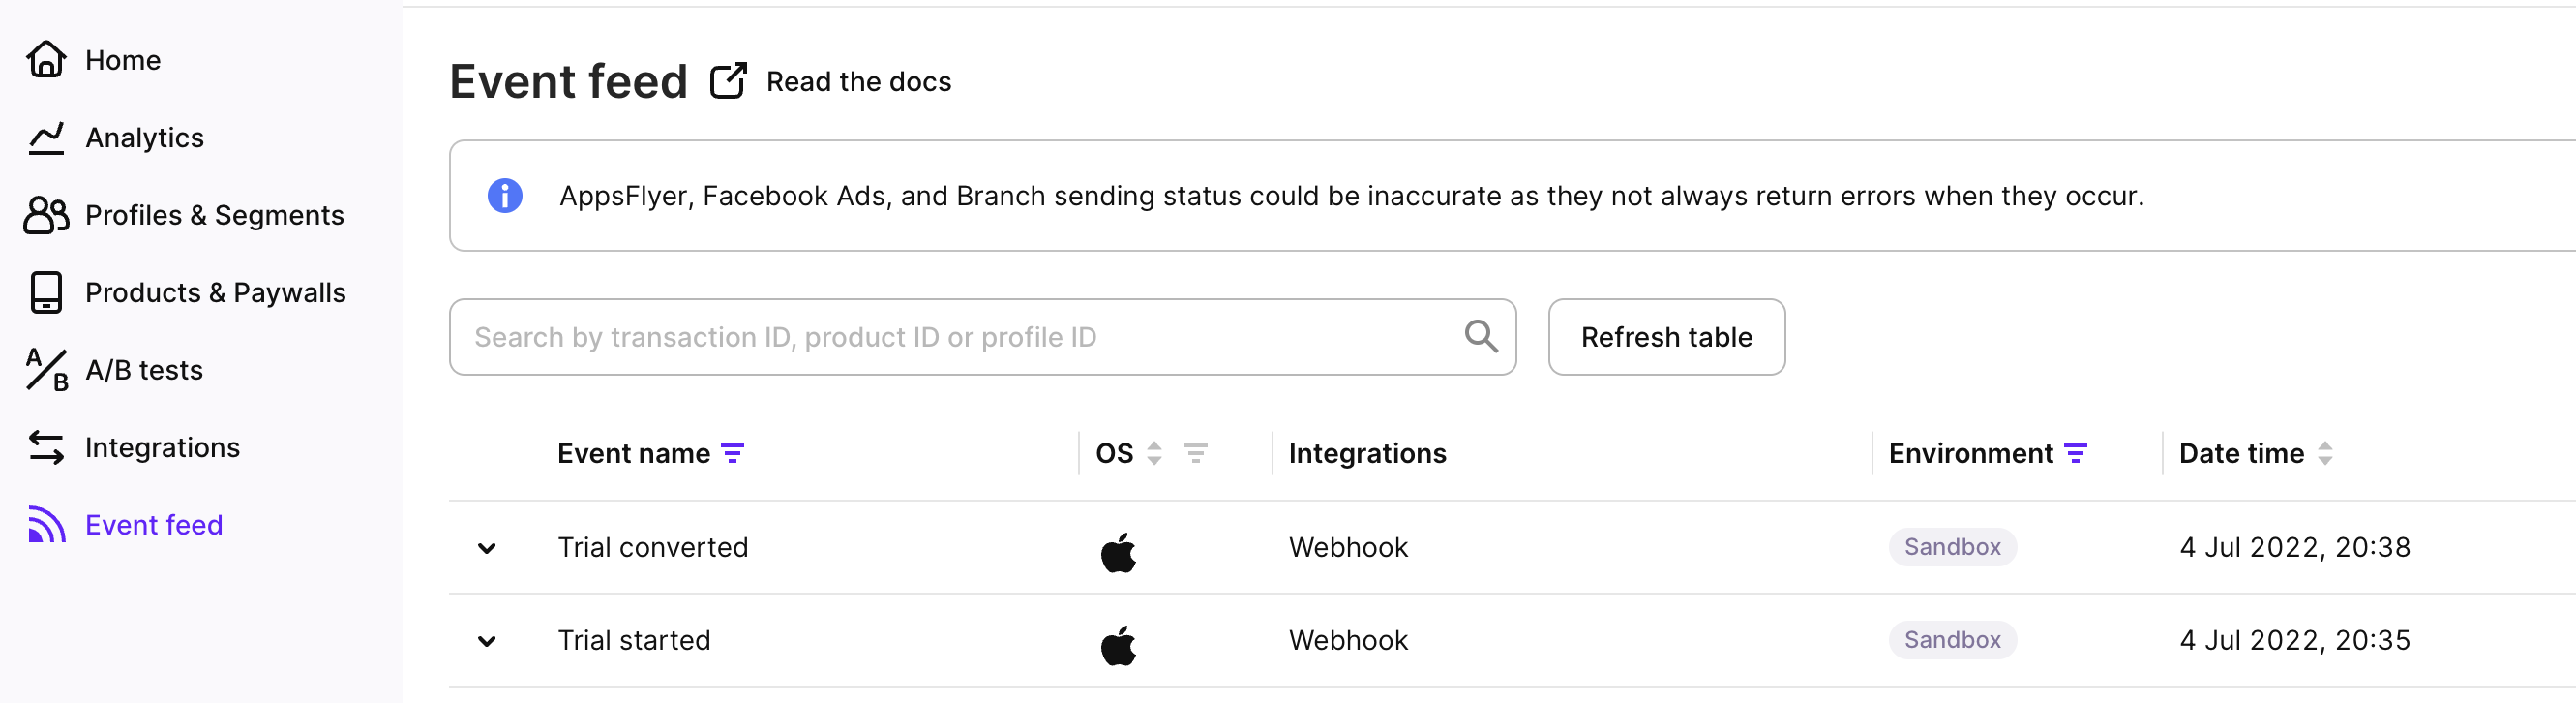 Home
Analytics
Profiles & Segments
Products & Paywalls
A/B A/B tests
Integrations
Event feed
Event feed Read the docs
AppsFlyer, Facebook Ads, and Branch sending status could be inaccurate as they not always return errors when they occur.
Search by transaction ID, product ID or profile ID Refresh table
Event name OS Integrations Environment Date time
Trial converted Webhook Sandbox 4 Jul 2022, 20:38
Trial started Webhook Sandbox 4 Jul 2022, 20:35